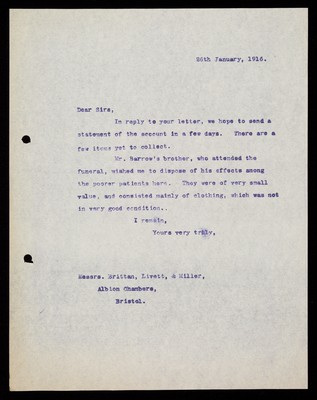 26th January, 1916.
Dear Sirs,
In reply to your letter, we hope to send a
statement of the account in a few days. There are a
few items yet to collect.
Mr. Barrow's brother, who attended the
funeral, wished me to dispose of his effects among
the poorer patients here. They were of very small
value, and consisted mainly of clothing, which was not
in very good condition.
I remain,
Yours very truly,
Messrs. Brittan, Livett, & Miller,
Albion Chambers,
Bristol.